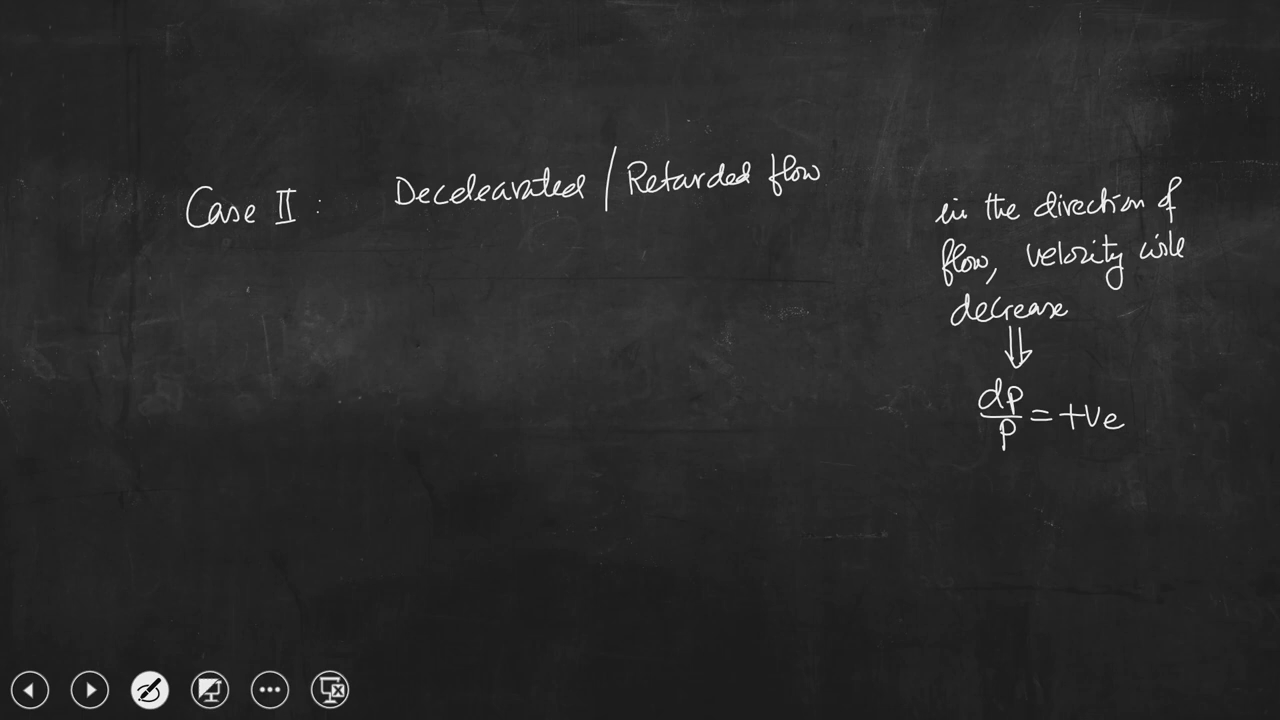 Case II : Decelearated / Retarded flow
in the direction of
flow, velocity will
decrease
⇓
dp/p = +ve